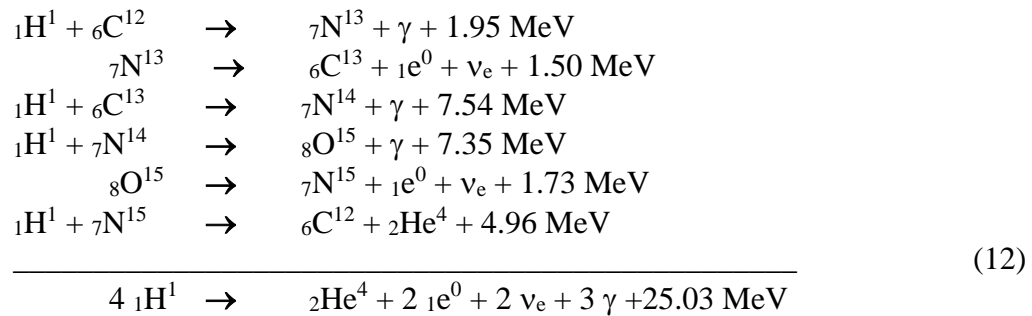 ₁H¹ + ₆C¹² → ₇N¹³ + γ + 1.95 MeV
₇N¹³ → ₆C¹³ + ₁e⁰ + νₑ + 1.50 MeV
₁H¹ + ₆C¹³ → ₇N¹⁴ + γ + 7.54 MeV
₁H¹ + ₇N¹⁴ → ₈O¹⁵ + γ + 7.35 MeV
₈O¹⁵ → ₇N¹⁵ + ₁e⁰ + νₑ + 1.73 MeV
₁H¹ + ₇N¹⁵ → ₆C¹² + ₂He⁴ + 4.96 MeV
(12)
4 ₁H¹ → ₂He⁴ + 2 ₁e⁰ + 2 νₑ + 3 γ +25.03 MeV